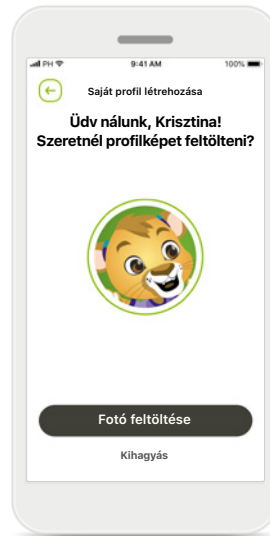 PH 9:41 AM 100%
Saját profil létrehozása
Üdv nálunk, Krisztina!
Szeretnél profilképet feltölteni?
Fotó feltöltése
Kihagyás